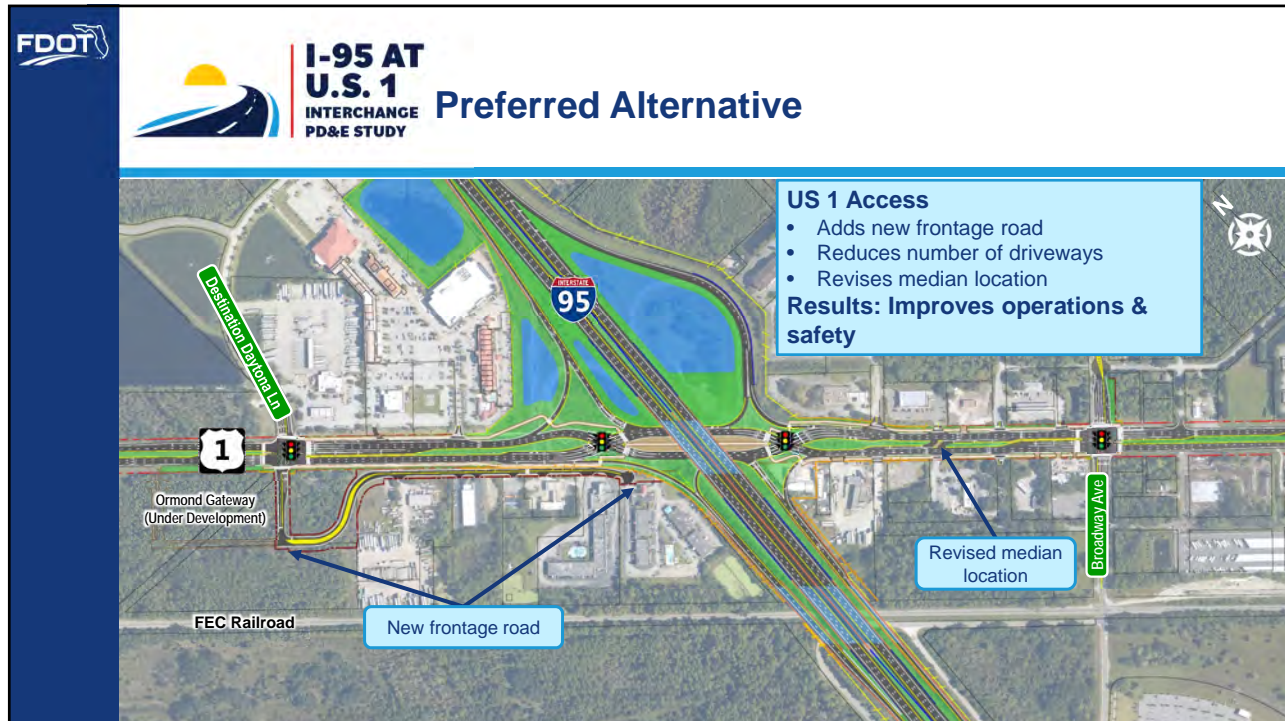 FDOT
I-95 AT
U.S. 1
INTERCHANGE
PD&E STUDY
Preferred Alternative
US 1 Access
• Adds new frontage road
• Reduces number of driveways
• Revises median location
Results: Improves operations &
safety
N
INTERSTATE
95
Destination Daytona Ln
1
Ormond Gateway
(Under Development)
Broadway Ave
Revised median
location
New frontage road
FEC Railroad